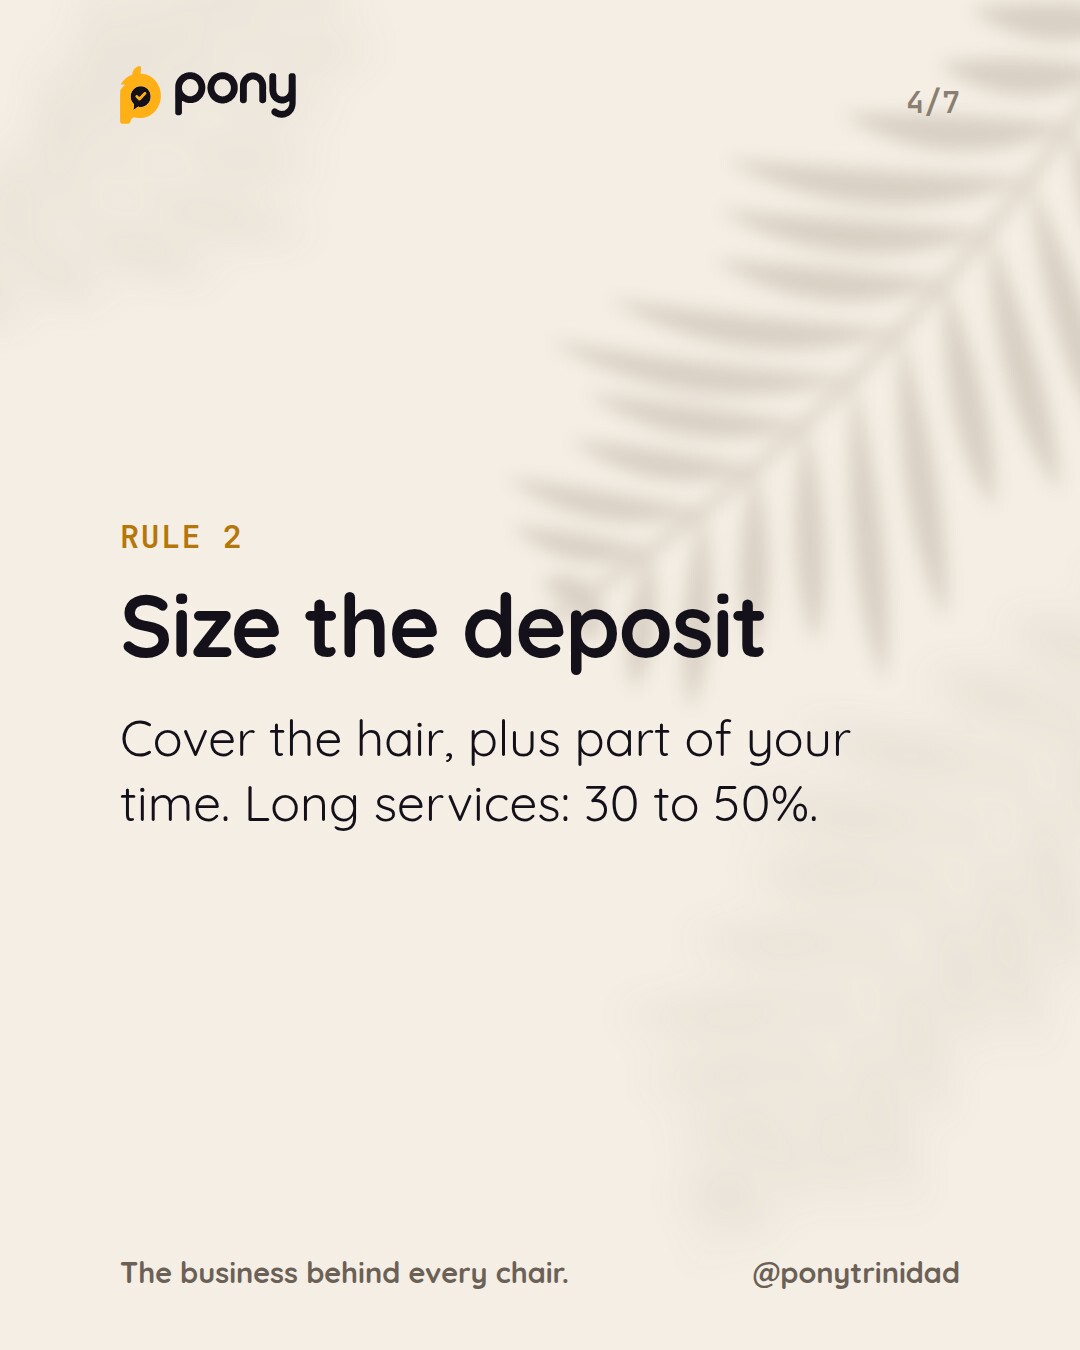 pony
4/7
RULE 2
Size the deposit
Cover the hair, plus part of your
time. Long services: 30 to 50%.
The business behind every chair.
@ponytrinidad